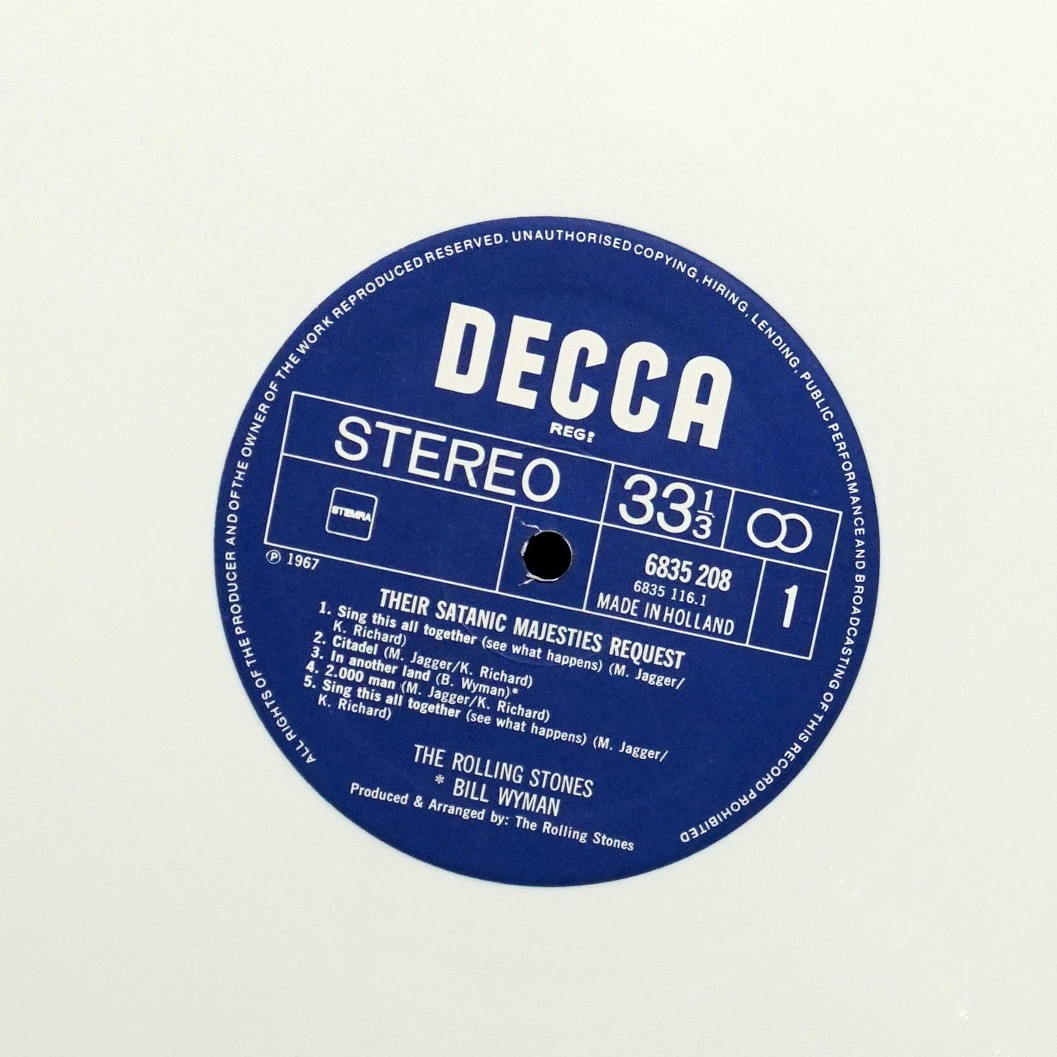 ALL RIGHTS OF THE PRODUCER AND OF THE OWNER OF THE WORK REPRODUCED RESERVED. UNAUTHORISED COPYING, HIRING, LENDING, PUBLIC PERFORMANCE AND BROADCASTING OF THIS RECORD PROHIBITED
DECCA
REG:
STEREO
33 1/3
STEMRA
6835 208
6835 116.1
MADE IN HOLLAND
1
℗ 1967
THEIR SATANIC MAJESTIES REQUEST
1. Sing this all together (see what happens) (M. Jagger/
K. Richard)
2. Citadel (M. Jagger/K. Richard)
3. In another land (B. Wyman)*
4. 2.000 man (M. Jagger/K. Richard)
5. Sing this all together (see what happens) (M. Jagger/
K. Richard)
THE ROLLING STONES
* BILL WYMAN
Produced & Arranged by: The Rolling Stones